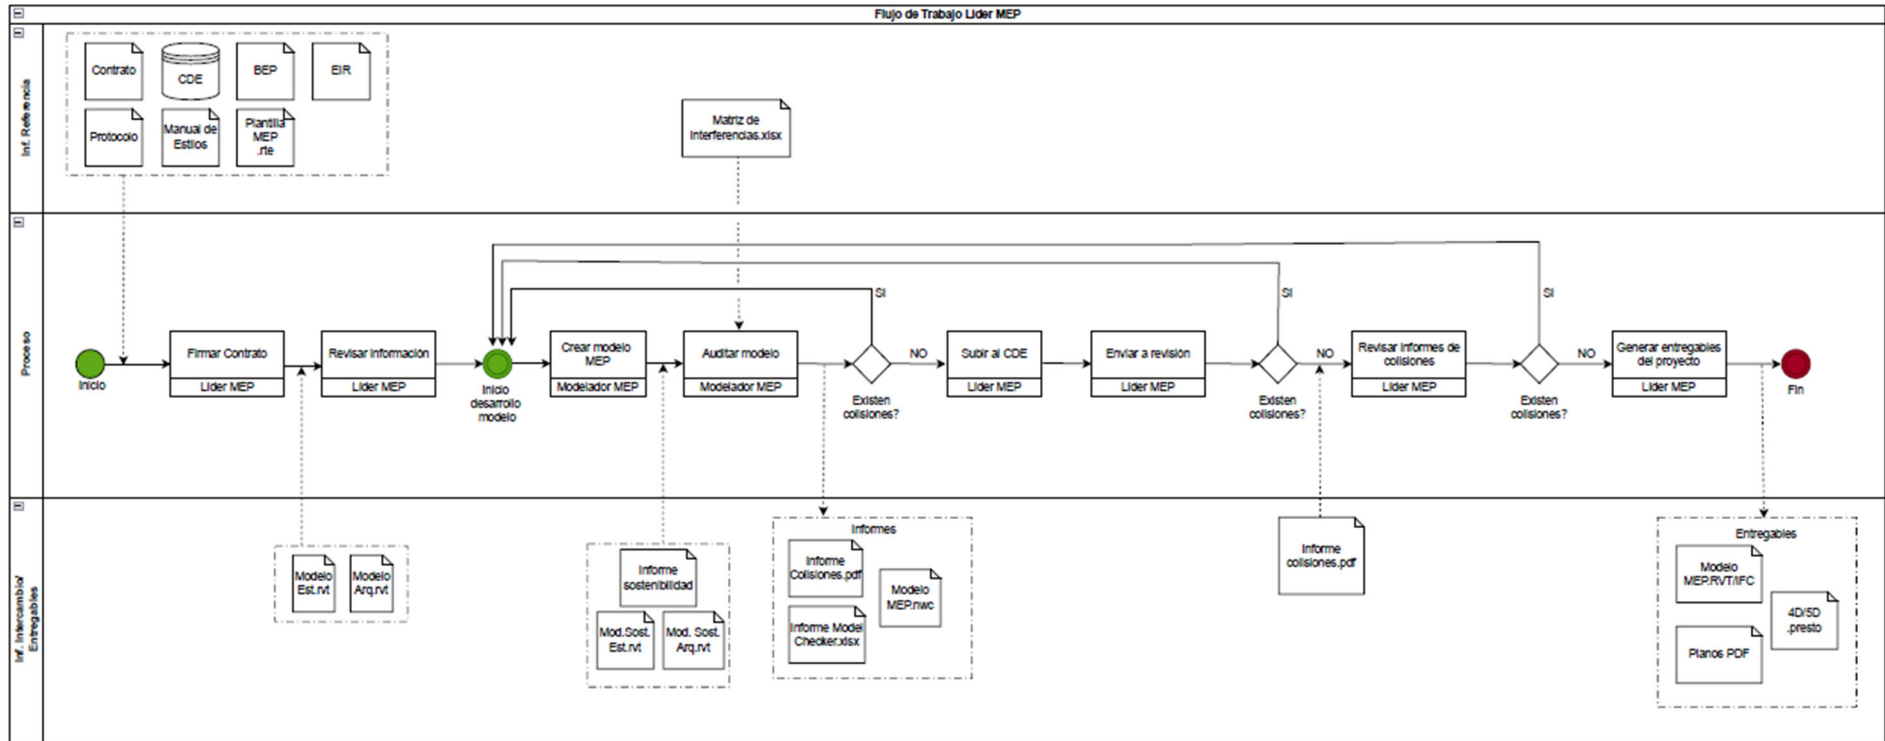 Flujo de Trabajo Lider MEP
Inf. Referencia
Contrato
CDE
BEP
EIR
Protocolo
Manual de
Estilos
Plantilla
MEP
.rte
Matriz de
Interferencias.xlsx
Proceso
Inicio
Firmar Contrato
Lider MEP
Revisar Información
Lider MEP
Inicio
desarrollo
modelo
Crear modelo
MEP
Modelador MEP
Auditar modelo
Modelador MEP
SI
Existen
colisiones?
NO
Subir al CDE
Lider MEP
Enviar a revisión
Lider MEP
SI
Existen
colisiones?
NO
Revisar Informes de
colisiones
Lider MEP
SI
Existen
colisiones?
NO
Generar entregables
del proyecto
Lider MEP
Fin
Inf. Intercambio/
Entregables
Modelo
Est.rvt
Modelo
Arq.rvt
Informe
sostenibilidad
Mod.Sost.
Est.rvt
Mod. Sost.
Arq.rvt
Informes
Informe
Colisiones.pdf
Modelo
MEP.nwc
Informe Model
Checker.xlsx
Informe
colisiones.pdf
Entregables
Modelo
MEP.RVT/IFC
4D/5D
.presto
Planos PDF